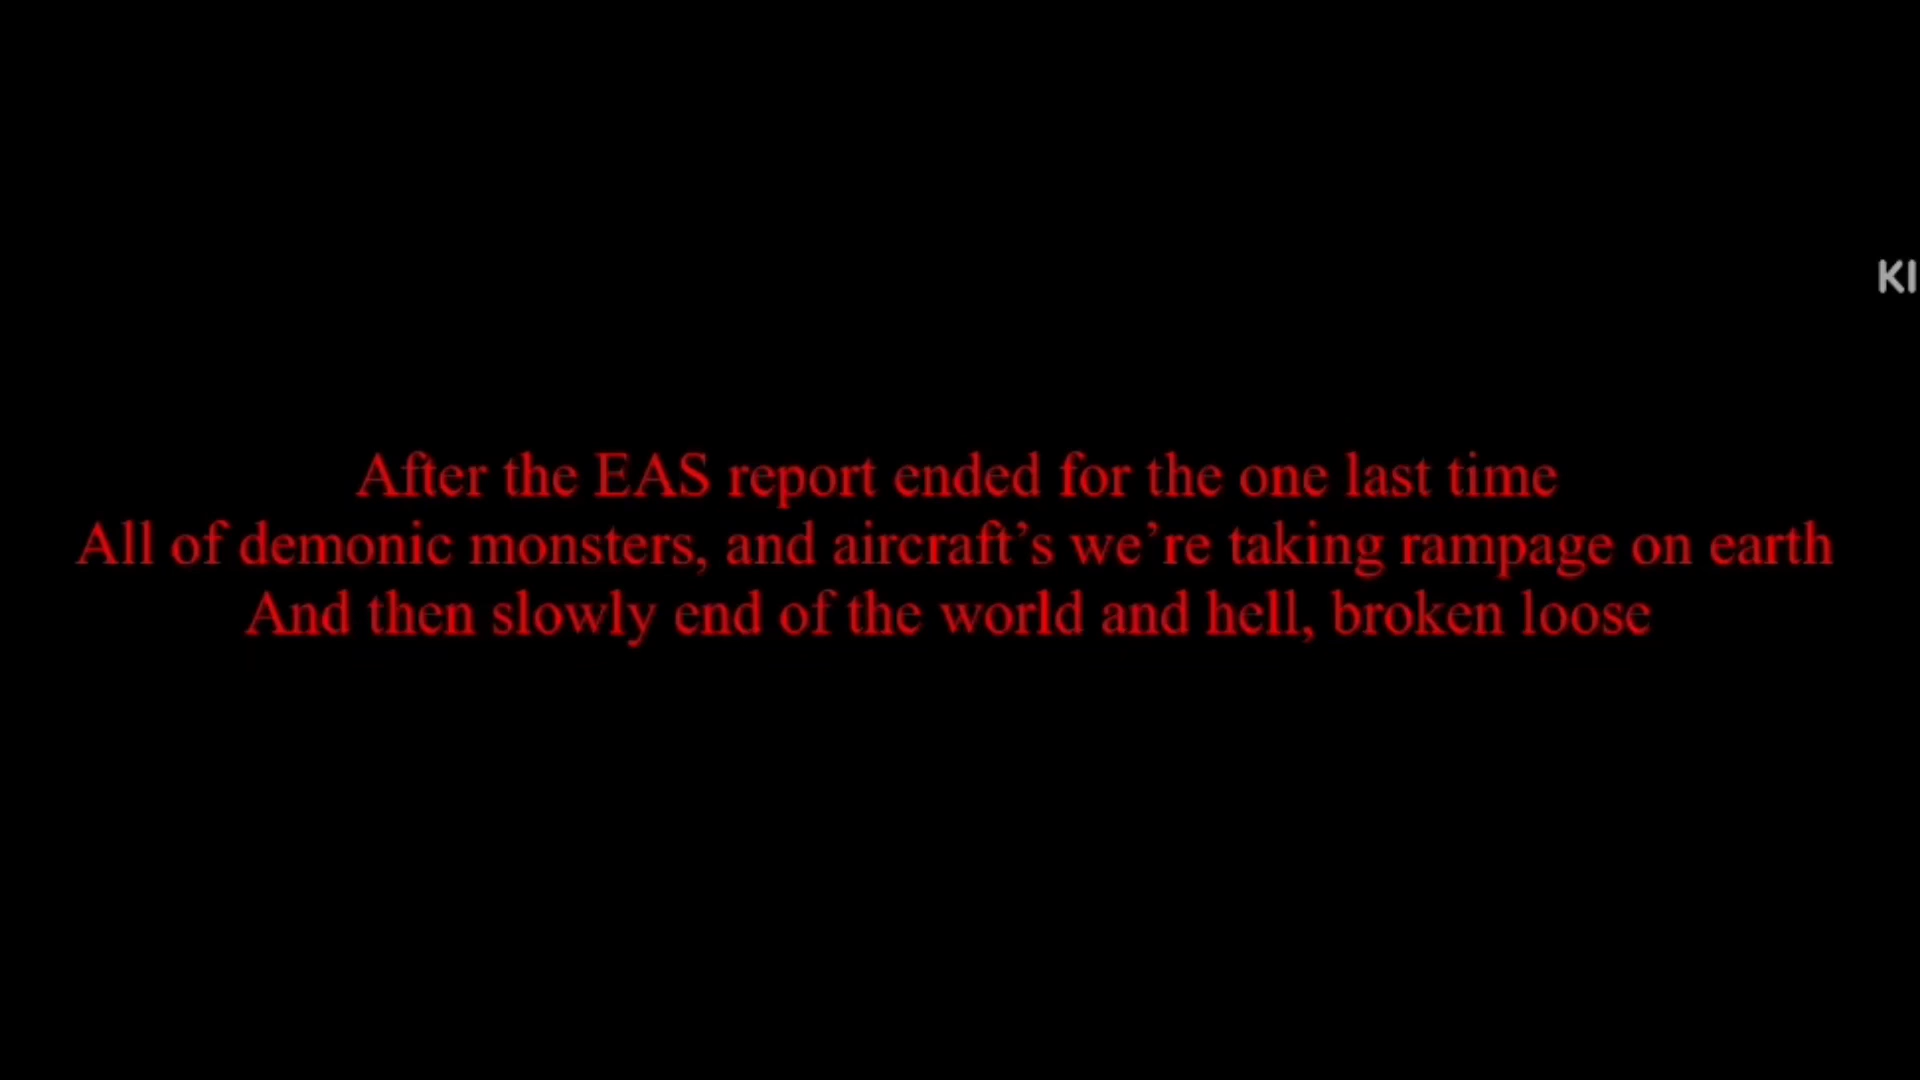 KI
After the EAS report ended for the one last time
All of demonic monsters, and aircraft’s we’re taking rampage on earth
And then slowly end of the world and hell, broken loose